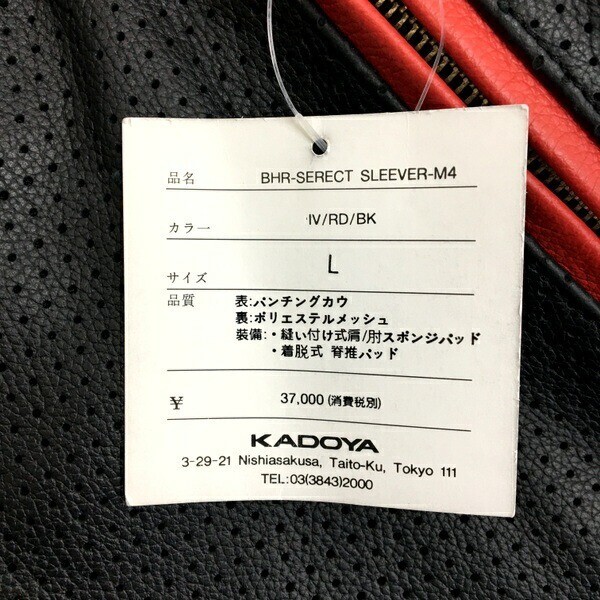 品名 BHR-SERECT SLEEVER-M4
カラー IV/RD/BK
サイズ L
品質 表:パンチングカウ
裏:ポリエステルメッシュ
装備:・縫い付け式肩/肘スポンジパッド
・着脱式 脊椎パッド
¥ 37,000(消費税別)
KADOYA
3-29-21 Nishiasakusa, Taito-Ku, Tokyo 111
TEL:03(3843)2000